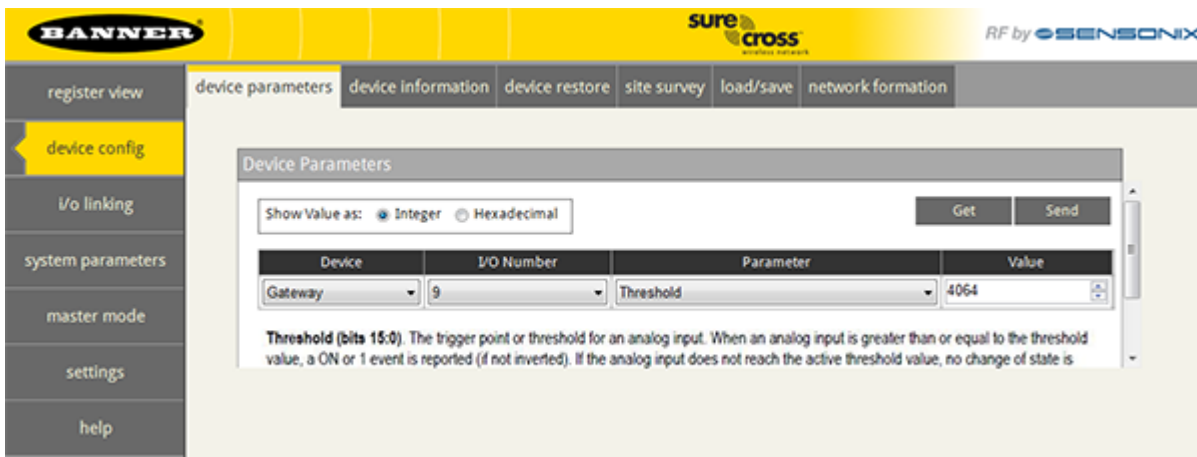 BANNER
sure cross
wireless network
RF by SENSONIX
register view
device config
i/o linking
system parameters
master mode
settings
help
device parameters device information device restore site survey load/save network formation
Device Parameters
Show Value as: Integer Hexadecimal
Get Send
Device I/O Number Parameter Value
Gateway 9 Threshold 4064
Threshold (bits 15:0). The trigger point or threshold for an analog input. When an analog input is greater than or equal to the threshold
value, a ON or 1 event is reported (if not inverted). If the analog input does not reach the active threshold value, no change of state is